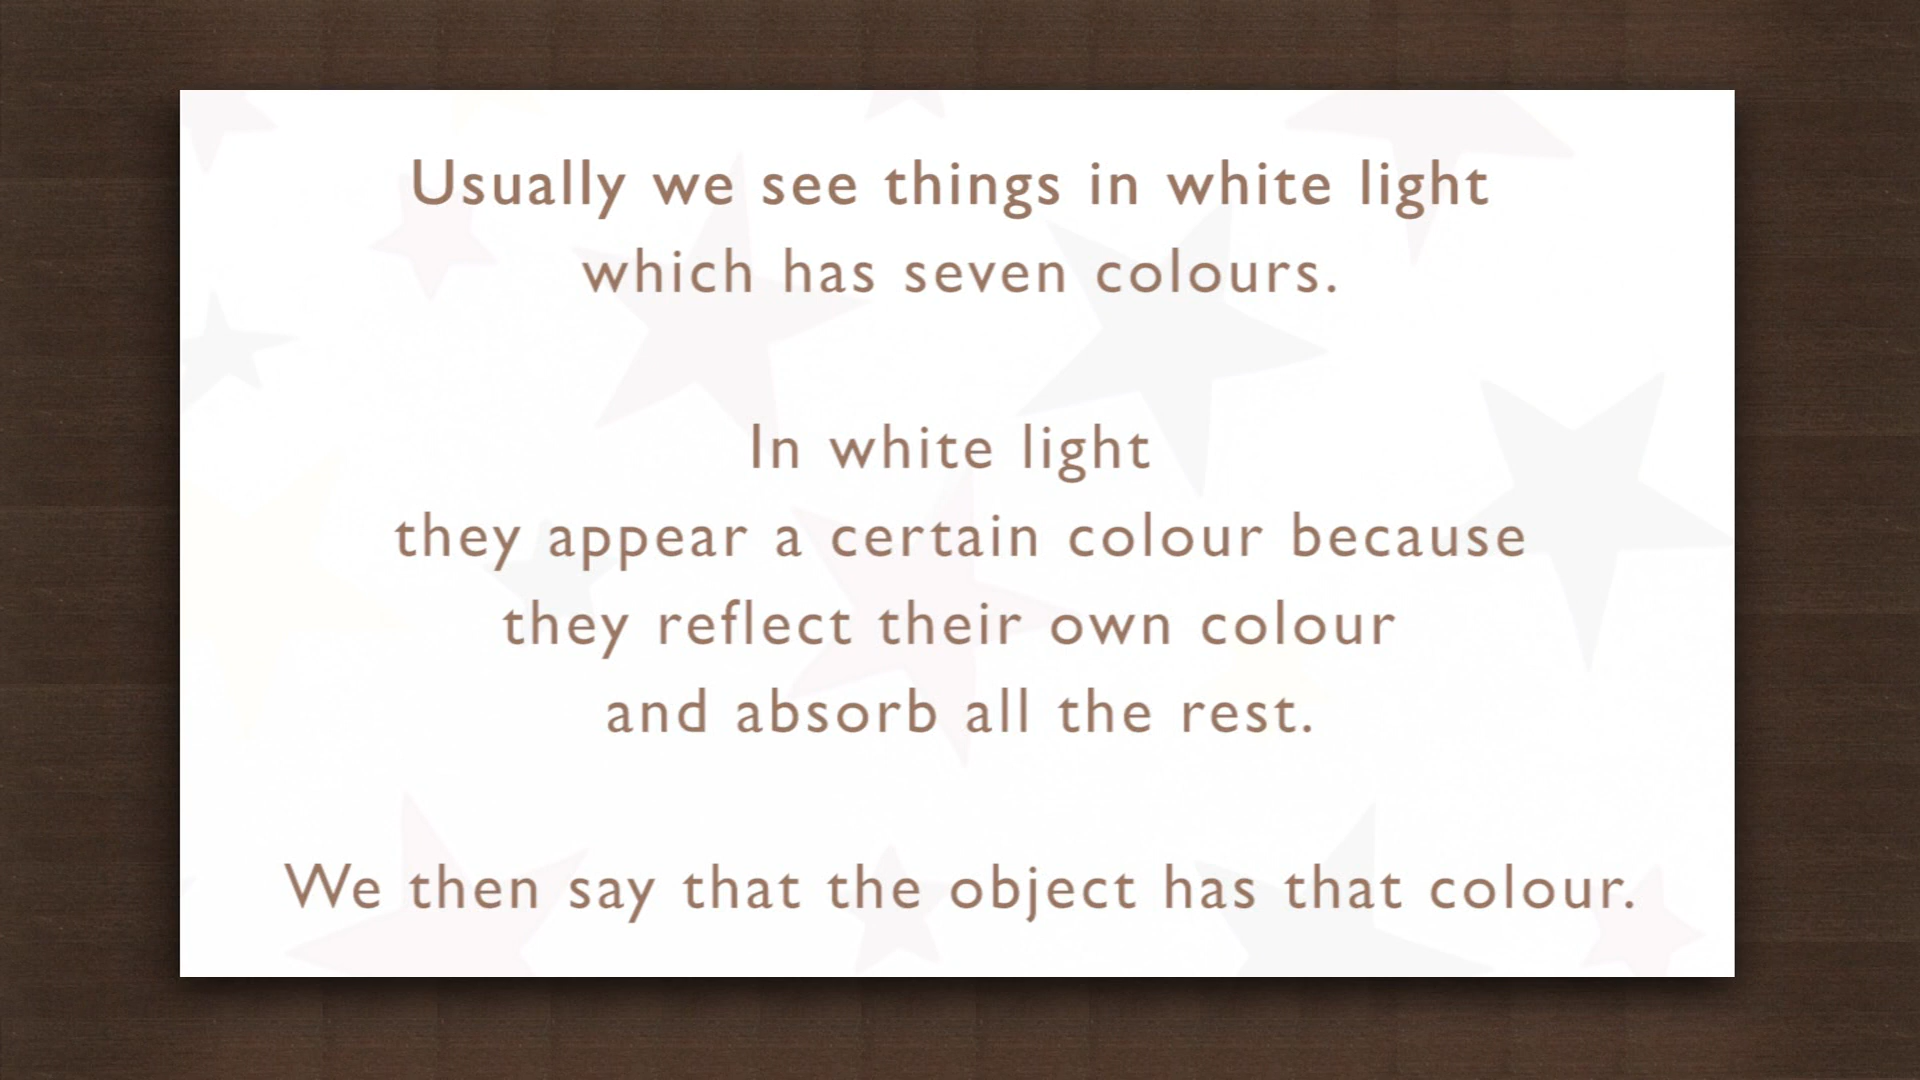 Usually we see things in white light
which has seven colours.
In white light
they appear a certain colour because
they reflect their own colour
and absorb all the rest.
We then say that the object has that colour.